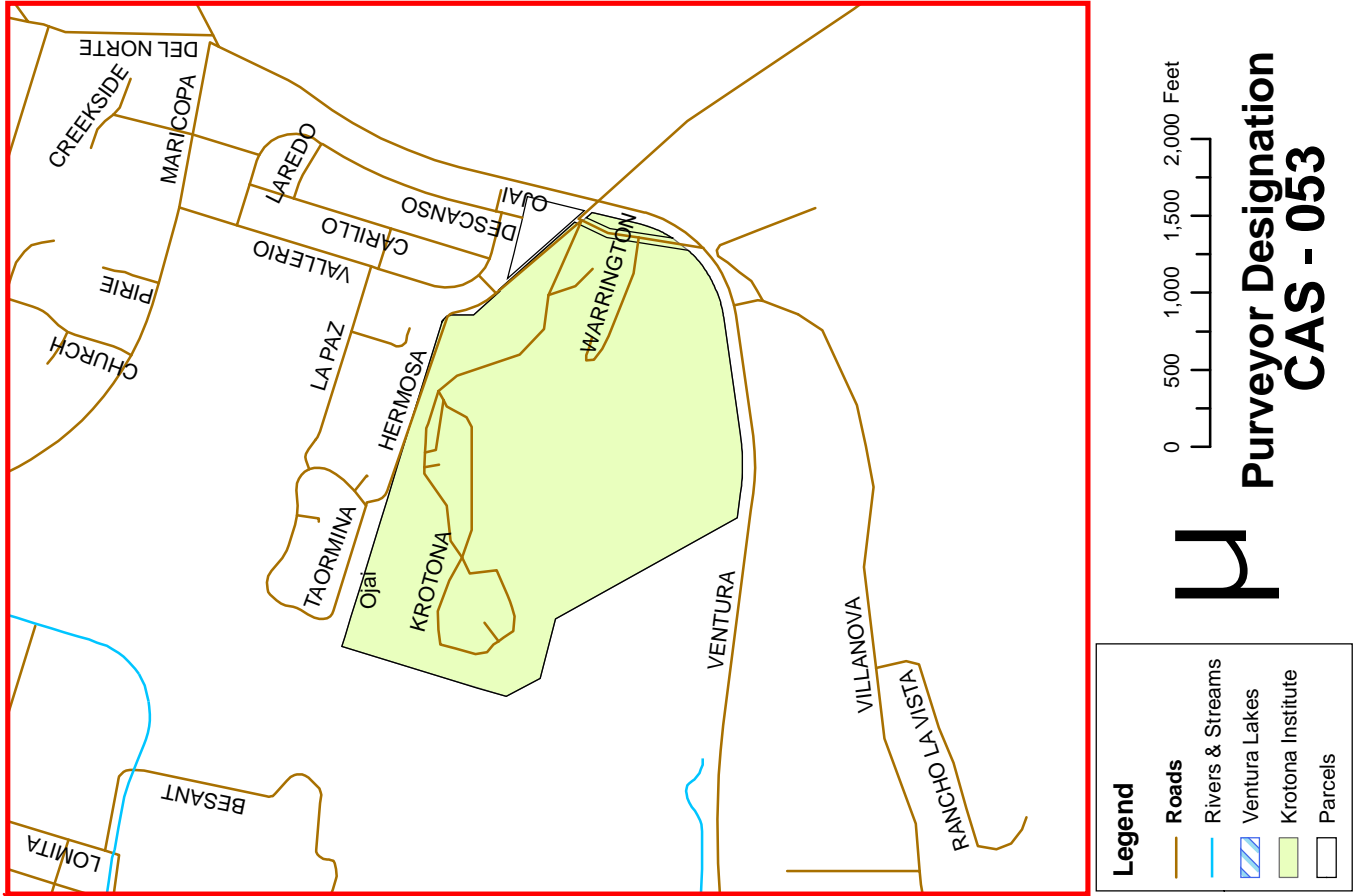 DEL NORTE
CREEKSIDE
MARICOPA
LAREDO
OJAI
DESCANSO
CARILLO
VALLERIO
PIRIE
CHURCH
LA PAZ
HERMOSA
WARRINGTON
TAORMINA
Ojai
KROTONA
VENTURA
VILLANOVA
RANCHO LA VISTA
BESANT
LOMITA
0 500 1,000 1,500 2,000 Feet
µ
Purveyor Designation
CAS - 053
Legend
Roads
Rivers & Streams
Ventura Lakes
Krotona Institute
Parcels